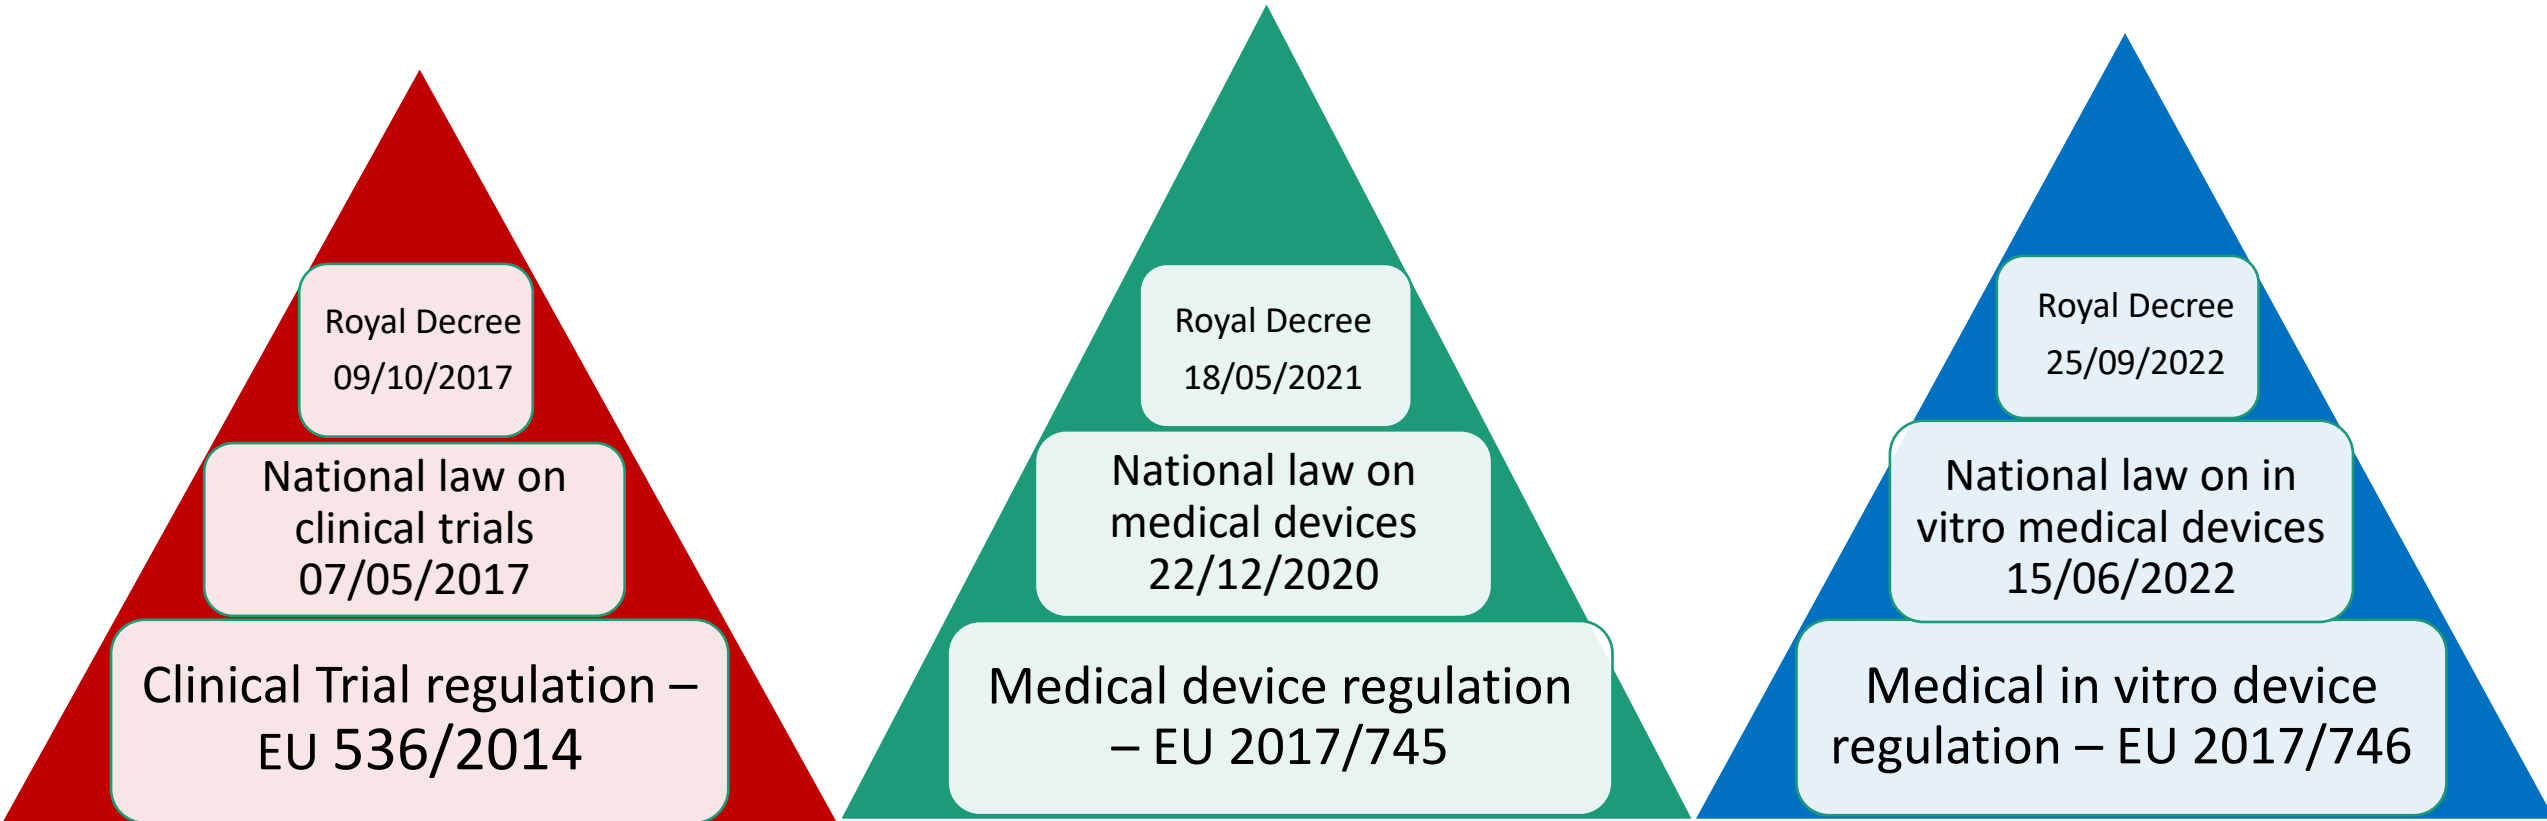 Royal Decree
09/10/2017
National law on
clinical trials
07/05/2017
Clinical Trial regulation –
EU 536/2014
Royal Decree
18/05/2021
National law on
medical devices
22/12/2020
Medical device regulation
– EU 2017/745
Royal Decree
25/09/2022
National law on in
vitro medical devices
15/06/2022
Medical in vitro device
regulation – EU 2017/746